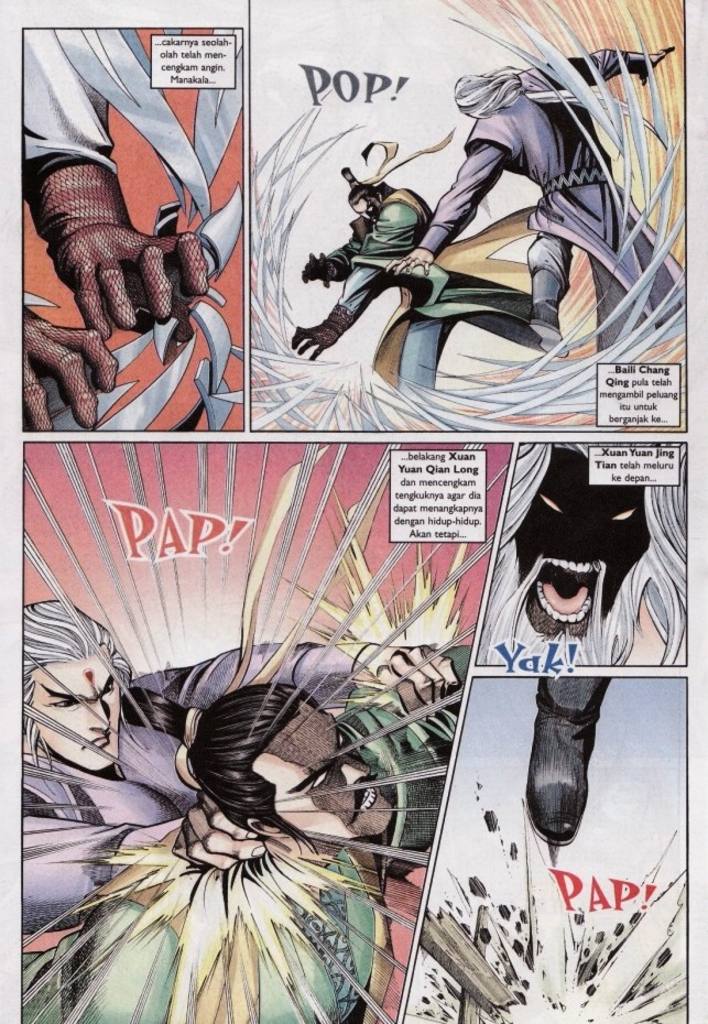 ...cakarnya seolah-
olah telah men-
cengkam angin.
Manakala...
POP!
...Baili Chang
Qing pula telah
mengambil peluang
itu untuk
berganjak ke...
...belakang Xuan
Yuan Qian Long
dan mencengkam
tengkuknya agar dia
dapat menangkapnya
dengan hidup-hidup.
Akan tetapi...
PAP!
...Xuan Yuan Jing
Tian telah meluru
ke depan...
Yak!
PAP!